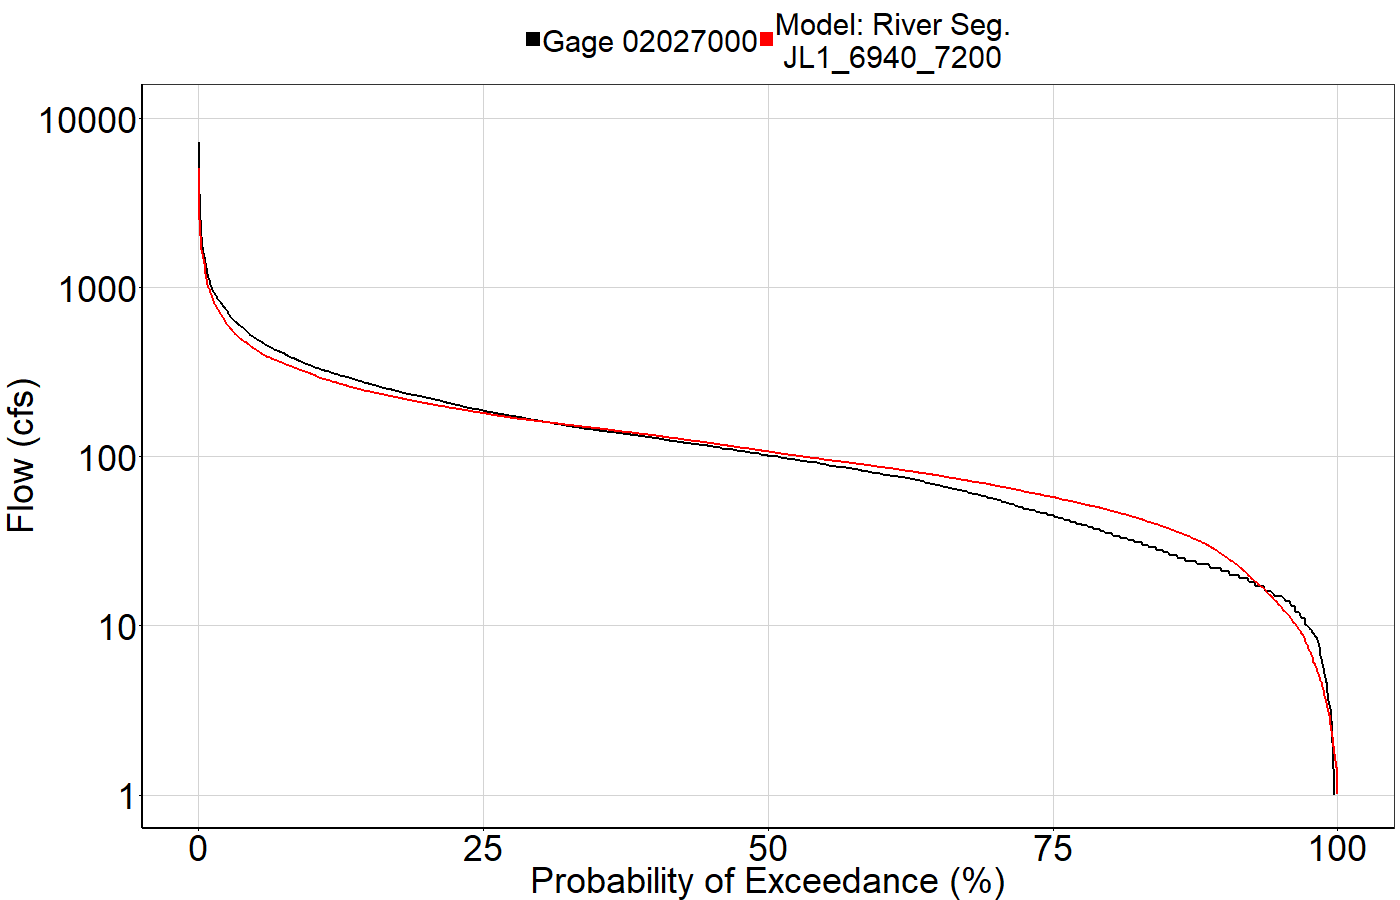 Gage 02027000
Model: River Seg.
JL1_6940_7200
10000
1000
100
10
1
Flow (cfs)
0 25 50 75 100
Probability of Exceedance (%)